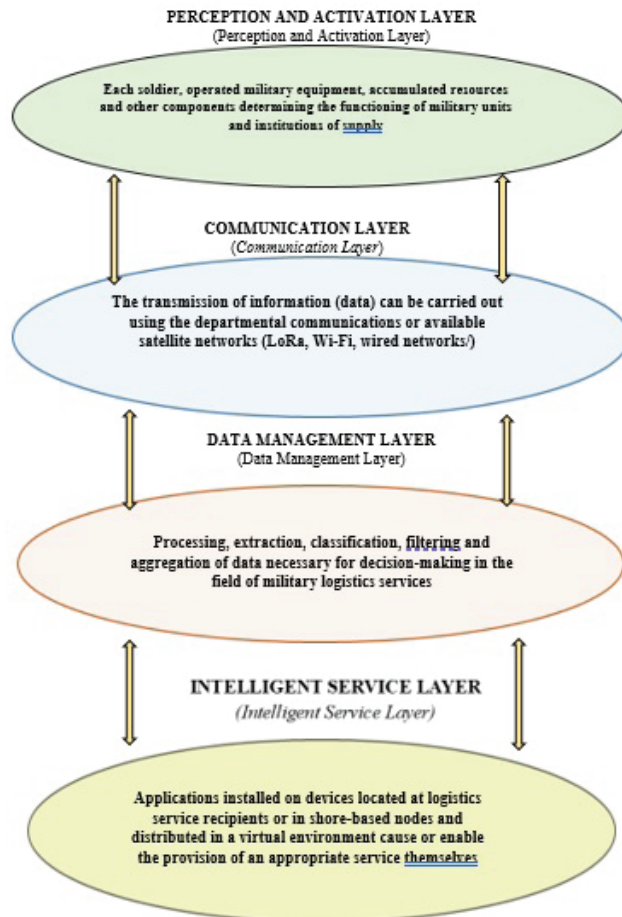 PERCEPTION AND ACTIVATION LAYER
(Perception and Activation Layer)
Each soldier, operated military equipment, accumulated resources
and other components determining the functioning of military units
and institutions of supply
COMMUNICATION LAYER
(Communication Layer)
The transmission of information (data) can be carried out
using the departmental communications or available
satellite networks (LoRa, Wi-Fi, wired networks/)
DATA MANAGEMENT LAYER
(Data Management Layer)
Processing, extraction, classification, filtering and
aggregation of data necessary for decision-making in the
field of military logistics services
INTELLIGENT SERVICE LAYER
(Intelligent Service Layer)
Applications installed on devices located at logistics
service recipients or in shore-based nodes and
distributed in a virtual environment cause or enable
the provision of an appropriate service themselves